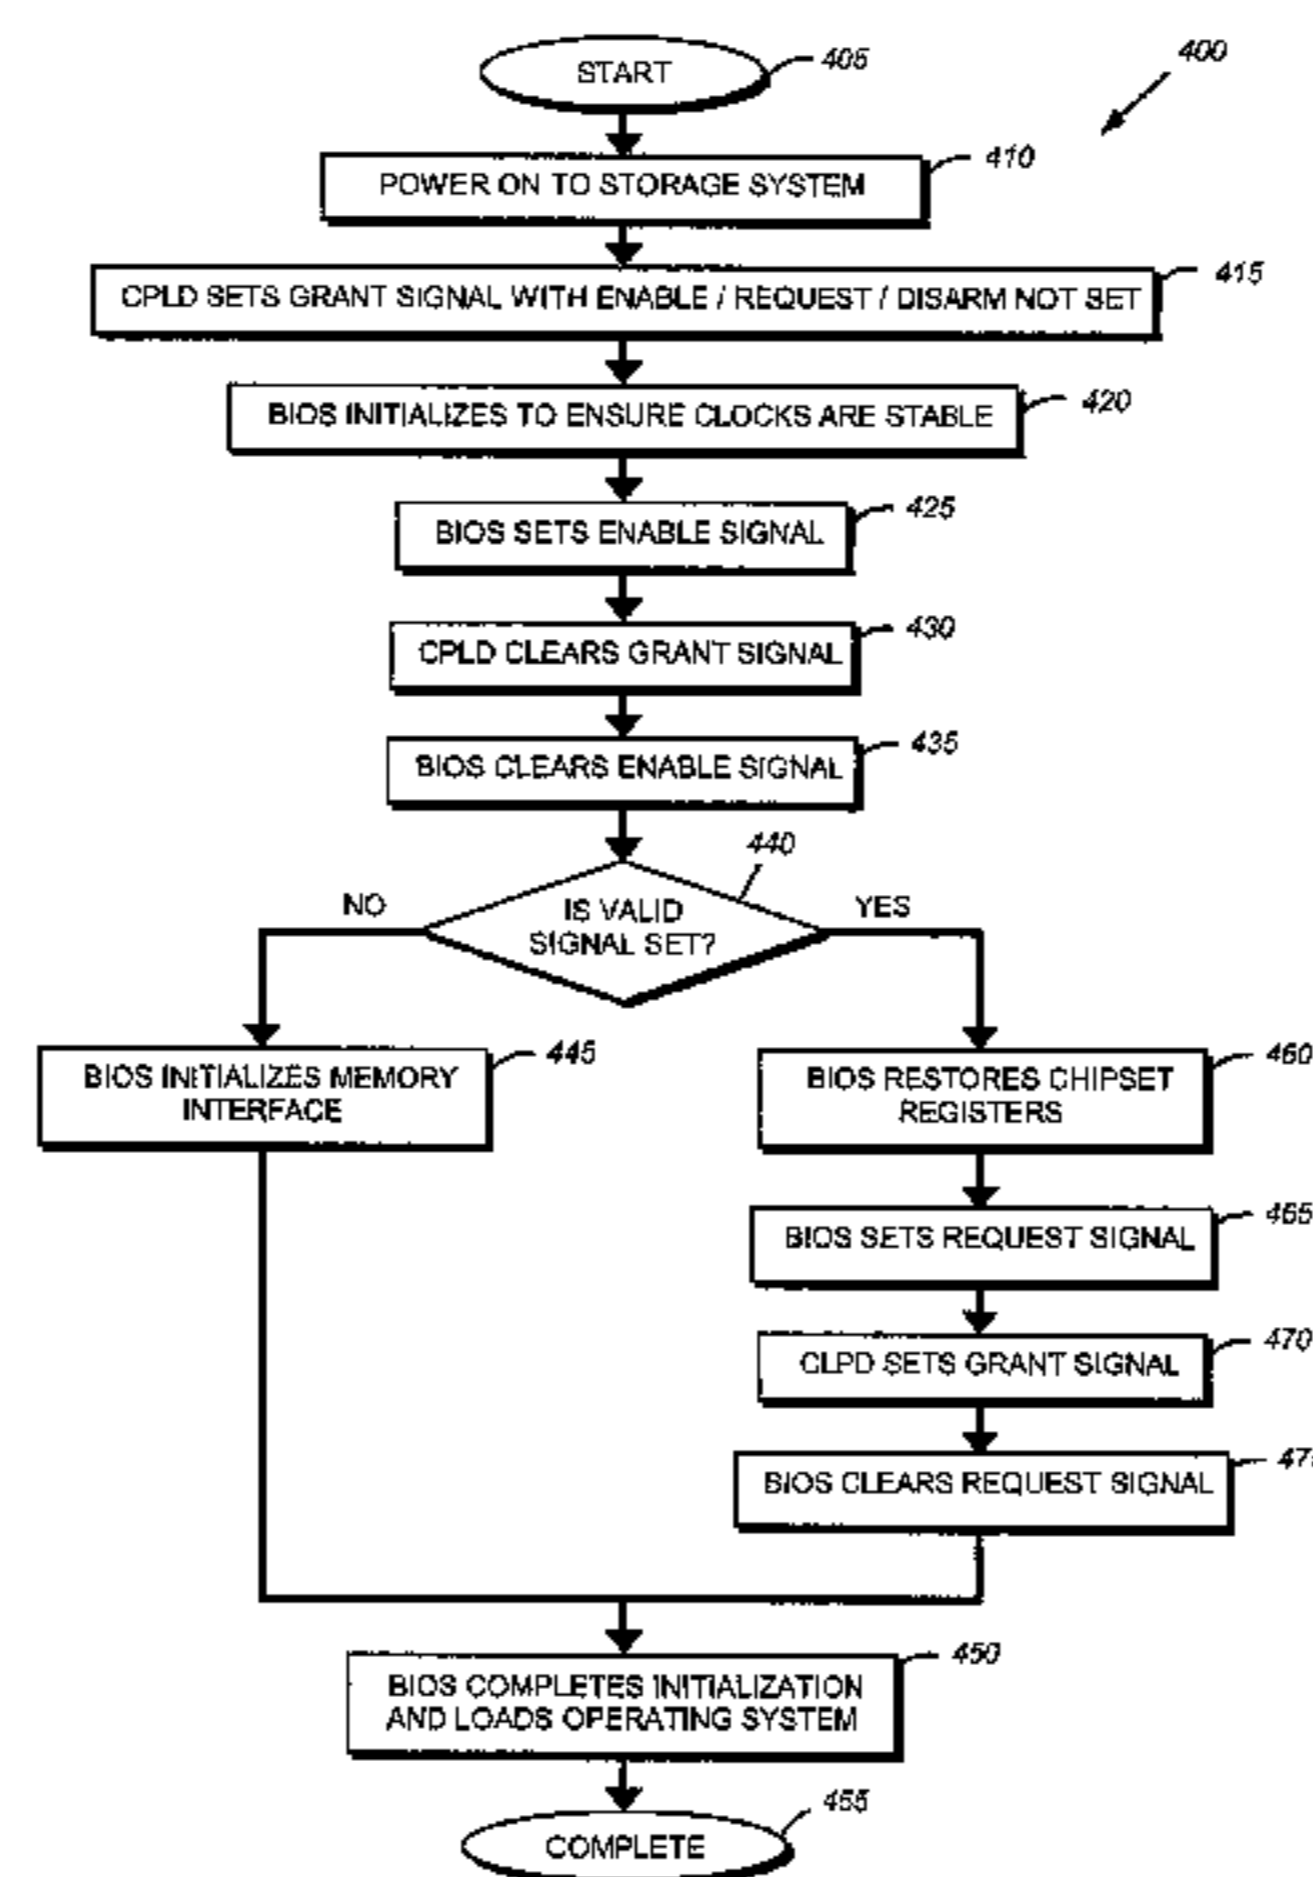 START
405
400
POWER ON TO STORAGE SYSTEM
410
CPLD SETS GRANT SIGNAL WITH ENABLE / REQUEST / DISARM NOT SET
415
BIOS INITIALIZES TO ENSURE CLOCKS ARE STABLE
420
BIOS SETS ENABLE SIGNAL
425
CPLD CLEARS GRANT SIGNAL
430
BIOS CLEARS ENABLE SIGNAL
435
440
NO
IS VALID
SIGNAL SET?
YES
BIOS INITIALIZES MEMORY
INTERFACE
445
BIOS RESTORES CHIPSET
REGISTERS
460
BIOS SETS REQUEST SIGNAL
465
CLPD SETS GRANT SIGNAL
470
BIOS CLEARS REQUEST SIGNAL
BIOS COMPLETES INITIALIZATION
AND LOADS OPERATING SYSTEM
450
COMPLETE
455